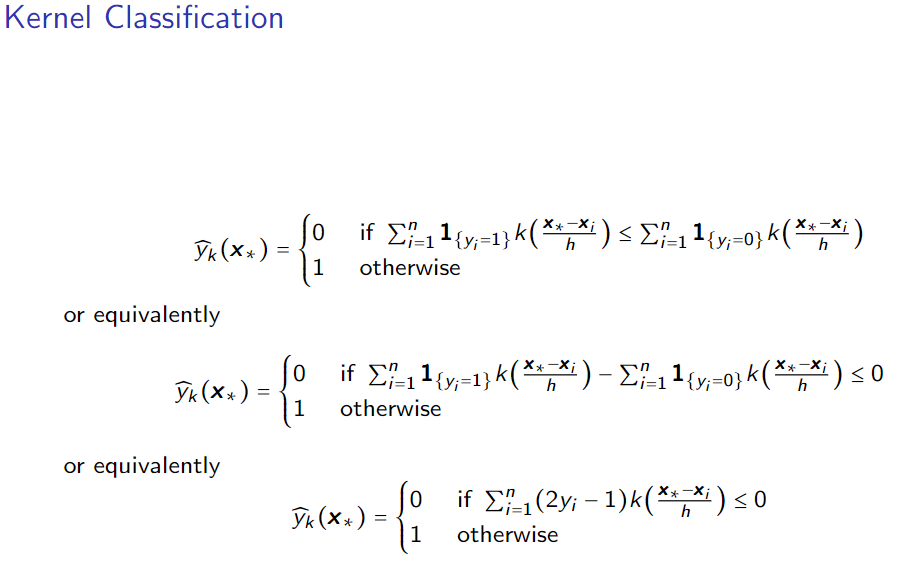 Kernel Classification
$\widehat{y}_k(\boldsymbol{x}_*) = \begin{cases} 0 & \text{if } \sum_{i=1}^{n} \mathbf{1}_{\{y_i=1\}} k\left(\frac{\boldsymbol{x}_*-\boldsymbol{x}_i}{h}\right) \leq \sum_{i=1}^{n} \mathbf{1}_{\{y_i=0\}} k\left(\frac{\boldsymbol{x}_*-\boldsymbol{x}_i}{h}\right) \\ 1 & \text{otherwise} \end{cases}$
or equivalently
$\widehat{y}_k(\boldsymbol{x}_*) = \begin{cases} 0 & \text{if } \sum_{i=1}^{n} \mathbf{1}_{\{y_i=1\}} k\left(\frac{\boldsymbol{x}_*-\boldsymbol{x}_i}{h}\right) - \sum_{i=1}^{n} \mathbf{1}_{\{y_i=0\}} k\left(\frac{\boldsymbol{x}_*-\boldsymbol{x}_i}{h}\right) \leq 0 \\ 1 & \text{otherwise} \end{cases}$
or equivalently
$\widehat{y}_k(\boldsymbol{x}_*) = \begin{cases} 0 & \text{if } \sum_{i=1}^{n} (2y_i - 1) k\left(\frac{\boldsymbol{x}_*-\boldsymbol{x}_i}{h}\right) \leq 0 \\ 1 & \text{otherwise} \end{cases}$